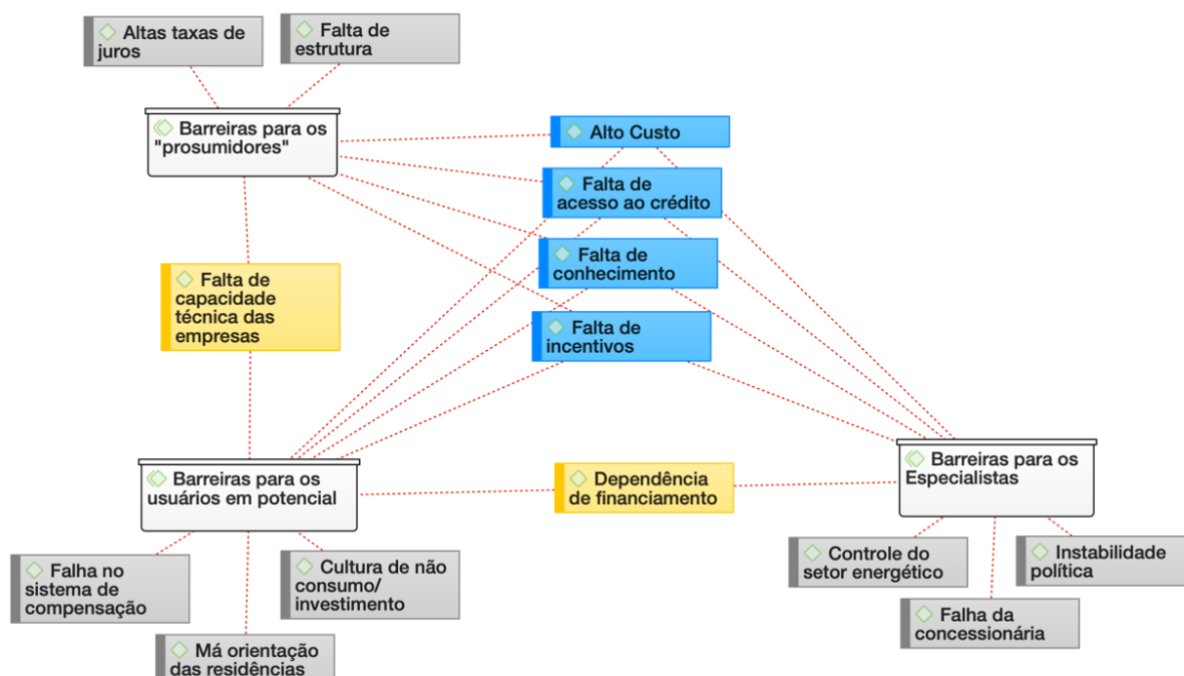 Altas taxas de
juros
Falta de
estrutura
Barreiras para os
"prosumidores"
Alto Custo
Falta de
acesso ao crédito
Falta de
conhecimento
Falta de
incentivos
Falta de
capacidade
técnica das
empresas
Barreiras para os
usuários em potencial
Dependência
de financiamento
Barreiras para os
Especialistas
Falha no
sistema de
compensação
Má orientação
das residências
Cultura de não
consumo/
investimento
Controle do
setor energético
Falha da
concessionária
Instabilidade
política